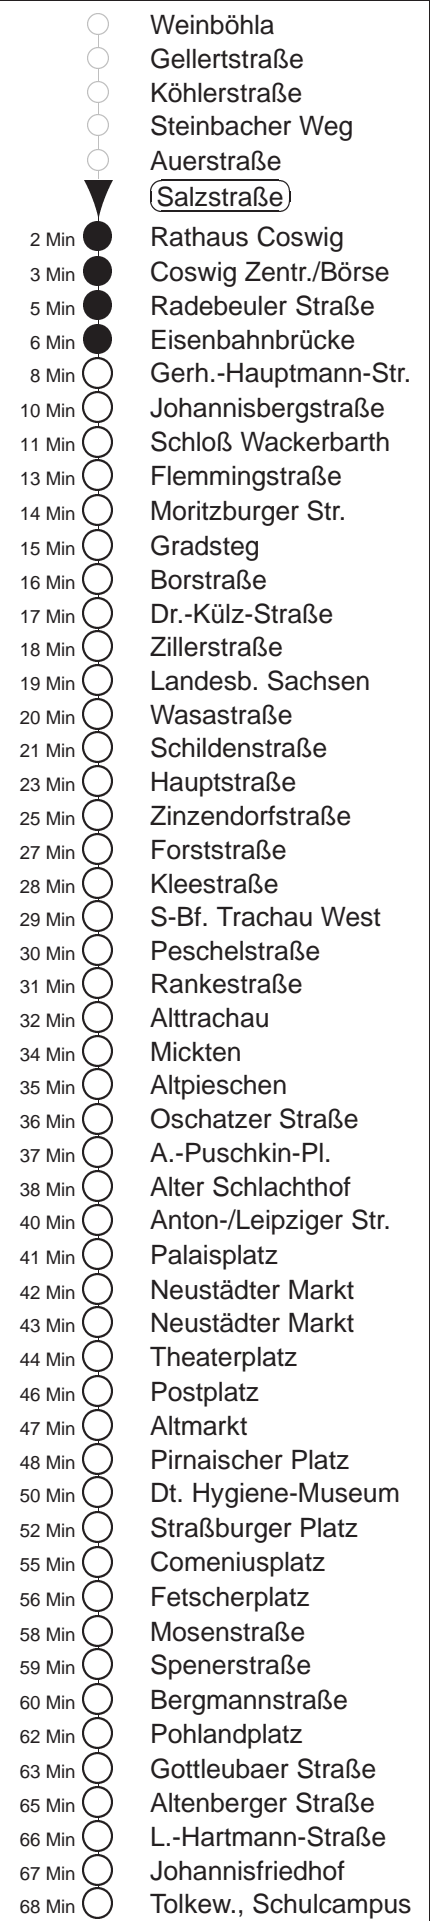 Weinböhla
Gellertstraße
Köhlerstraße
Steinbacher Weg
Auerstraße
Salzstraße
2 Min Rathaus Coswig
3 Min Coswig Zentr./Börse
5 Min Radebeuler Straße
6 Min Eisenbahnbrücke
8 Min Gerh.-Hauptmann-Str.
10 Min Johannisbergstraße
11 Min Schloß Wackerbarth
13 Min Flemmingstraße
14 Min Moritzburger Str.
15 Min Gradsteg
16 Min Borstraße
17 Min Dr.-Külz-Straße
18 Min Zillerstraße
19 Min Landesb. Sachsen
20 Min Wasastraße
21 Min Schildenstraße
23 Min Hauptstraße
25 Min Zinzendorfstraße
27 Min Forststraße
28 Min Kleestraße
29 Min S-Bf. Trachau West
30 Min Peschelstraße
31 Min Rankestraße
32 Min Alttrachau
34 Min Mickten
35 Min Altpieschen
36 Min Oschatzer Straße
37 Min A.-Puschkin-Pl.
38 Min Alter Schlachthof
40 Min Anton-/Leipziger Str.
41 Min Palaisplatz
42 Min Neustädter Markt
43 Min Neustädter Markt
44 Min Theaterplatz
46 Min Postplatz
47 Min Altmarkt
48 Min Pirnaischer Platz
50 Min Dt. Hygiene-Museum
52 Min Straßburger Platz
55 Min Comeniusplatz
56 Min Fetscherplatz
58 Min Mosenstraße
59 Min Spenerstraße
60 Min Bergmannstraße
62 Min Pohlandplatz
63 Min Gottleubaer Straße
65 Min Altenberger Straße
66 Min L.-Hartmann-Straße
67 Min Johannisfriedhof
68 Min Tolkew., Schulcampus